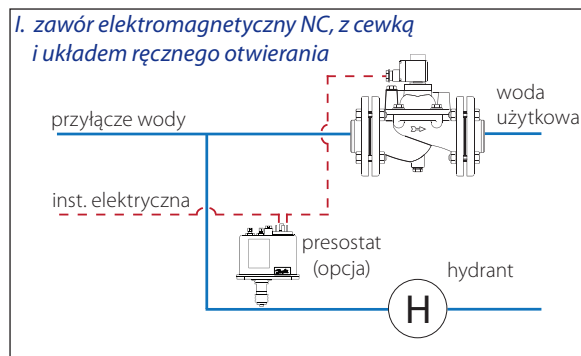 I. zawór elektromagnetyczny NC, z cewką
i układem ręcznego otwierania
przyłącze wody
woda
użytkowa
inst. elektryczna
presostat
(opcja)
hydrant
H